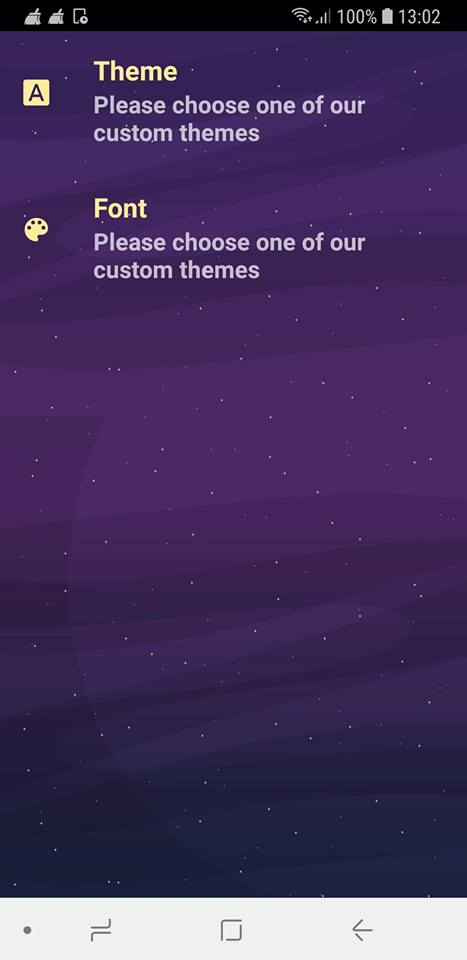 100% 13:02
Theme
A
Please choose one of our
custom themes
Font
Please choose one of our
custom themes